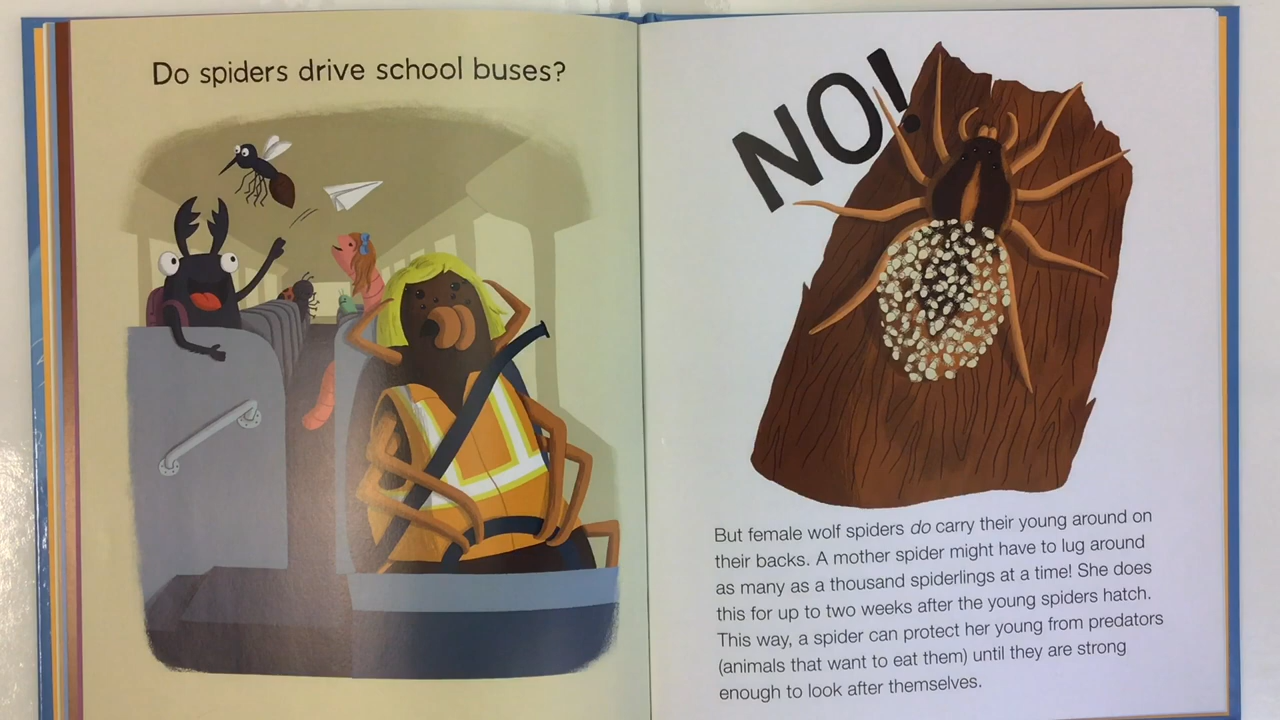 Do spiders drive school buses?
NO!
But female wolf spiders do carry their young around on
their backs. A mother spider might have to lug around
as many as a thousand spiderlings at a time! She does
this for up to two weeks after the young spiders hatch.
This way, a spider can protect her young from predators
(animals that want to eat them) until they are strong
enough to look after themselves.